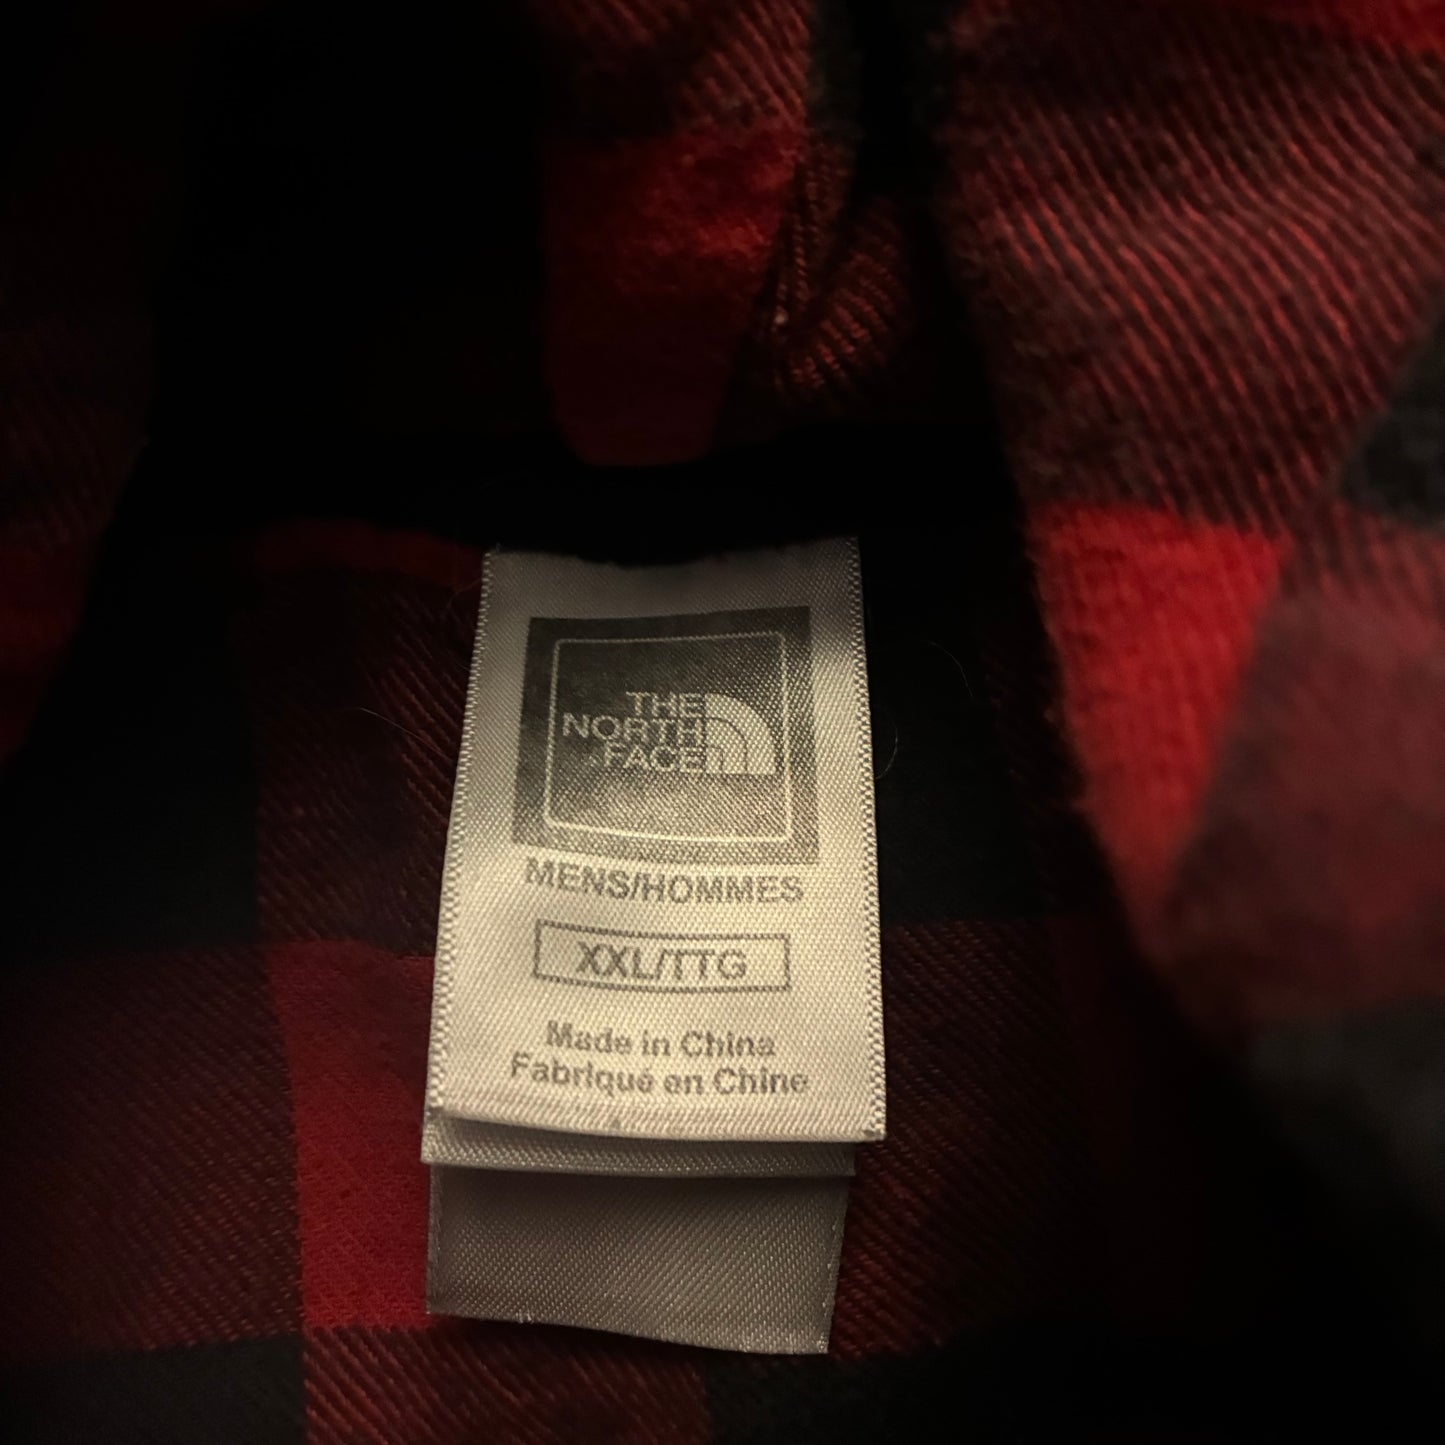 THE
NORTH
FACE
MENS/HOMMES
XXL/TTG
Made in China
Fabriqué en Chine